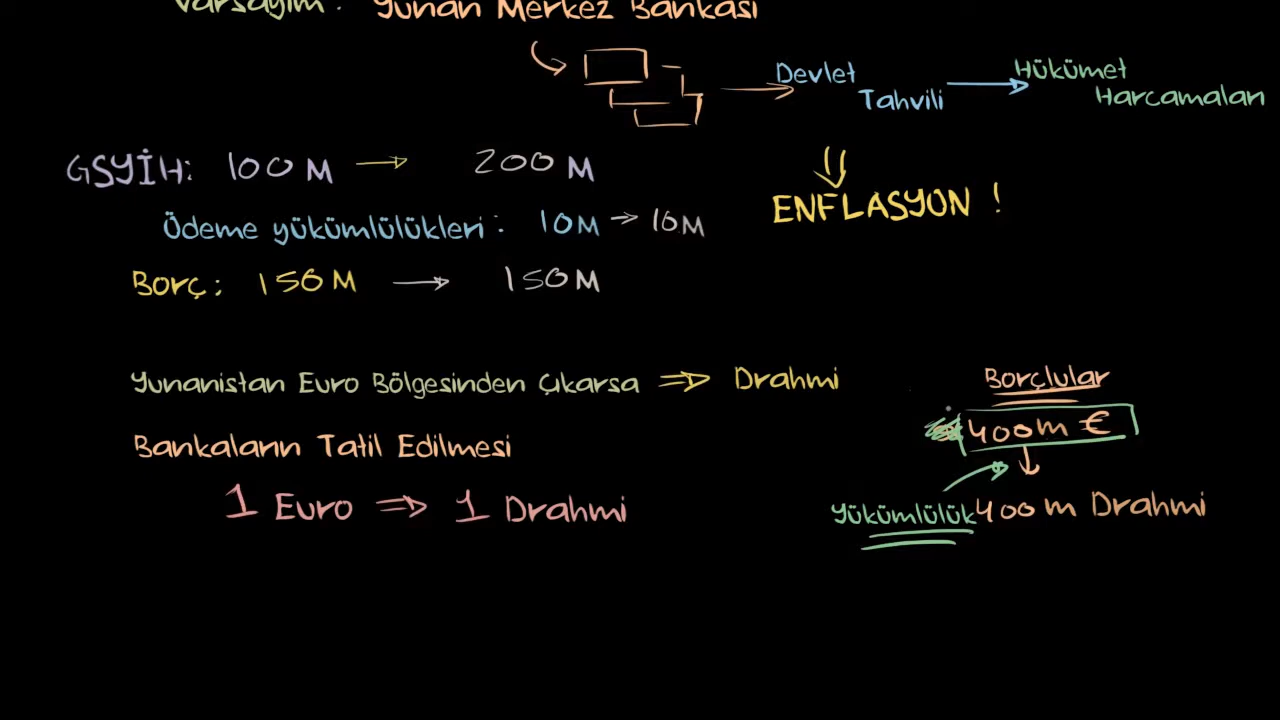 Varsayım: Yunan Merkez Bankası
Devlet Tahvili
Hükümet Harcamaları
GSYİH: 100 M → 200 M
ENFLASYON !
Ödeme yükümlülükleri: 10M → 10M
Borç: 150 M → 150 M
Yunanistan Euro Bölgesinden Çıkarsa ⇒ Drahmi
Borçlular
400m €
Bankaların Tatil Edilmesi
1 Euro ⇒ 1 Drahmi
Yükümlülük
400 m Drahmi